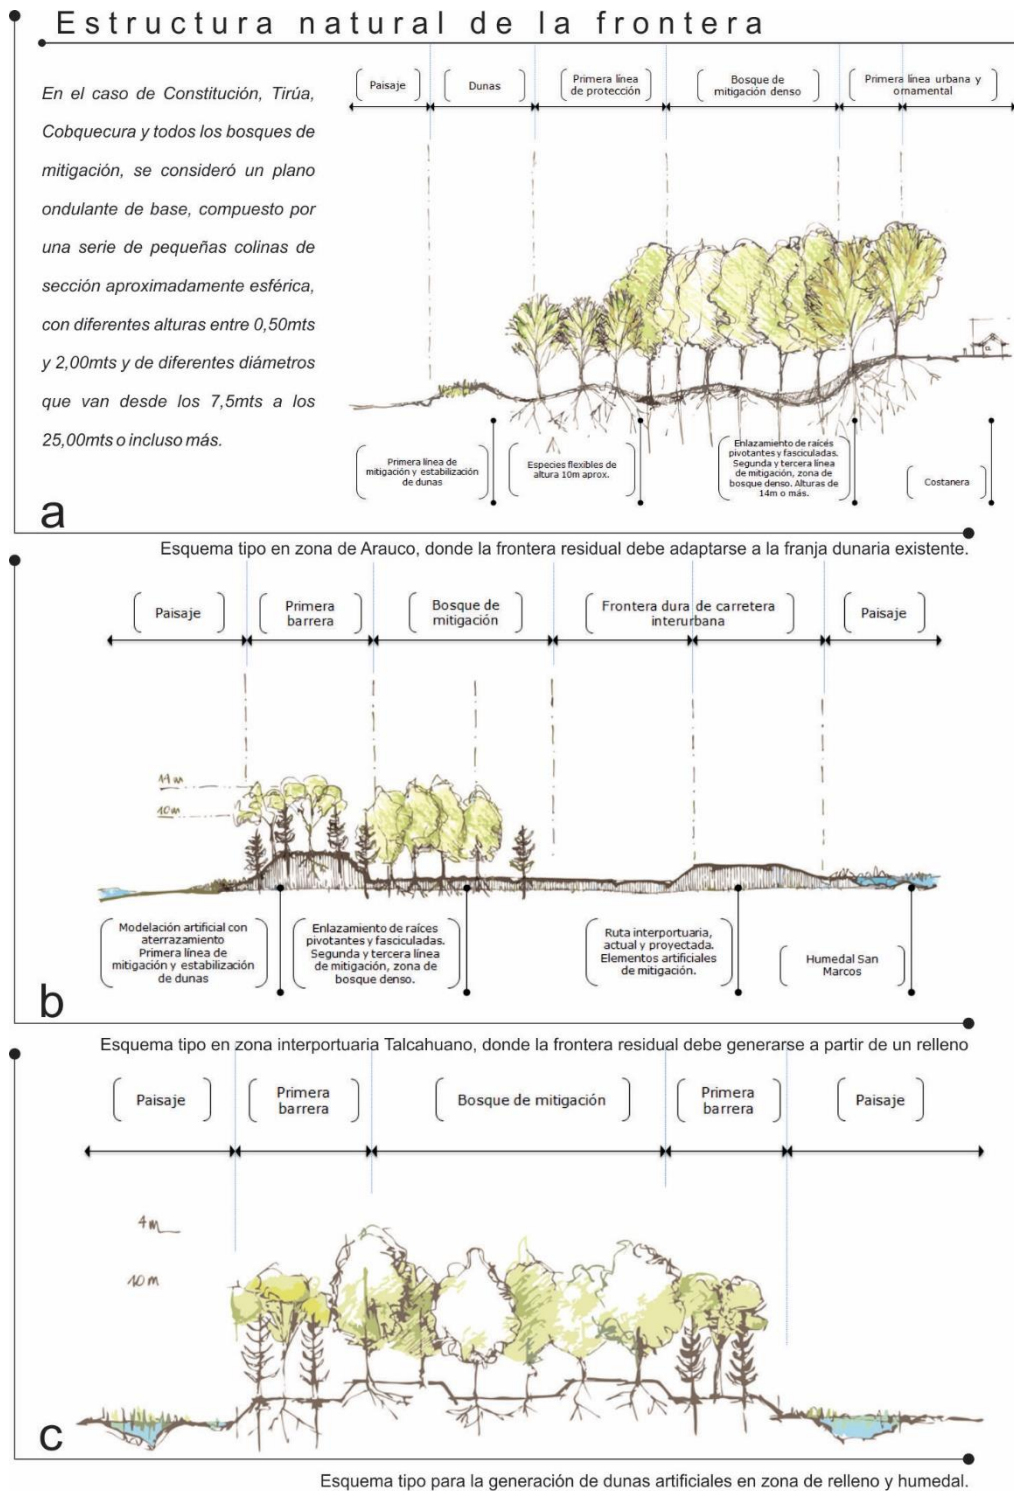 Estructura natural de la frontera
En el caso de Constitución, Tirúa,
Cobquecura y todos los bosques de
mitigación, se consideró un plano
ondulante de base, compuesto por
una serie de pequeñas colinas de
sección aproximadamente esférica,
con diferentes alturas entre 0,50mts
y 2,00mts y de diferentes diámetros
que van desde los 7,5mts a los
25,00mts o incluso más.
Paisaje
Dunas
Primera línea
de protección
Bosque de
mitigación denso
Primera línea urbana y
ornamental
Primera línea de
mitigación y estabilización
de dunas
Especies flexibles de
altura 10m aprox.
Enlazamiento de raíces
pivotantes y fasciculadas.
Segunda y tercera línea
de mitigación, zona de
bosque denso. Alturas de
14m o más.
Costanera
a
Esquema tipo en zona de Arauco, donde la frontera residual debe adaptarse a la franja dunaria existente.
Paisaje
Primera
barrera
Bosque de
mitigación
Frontera dura de carretera
interurbana
Paisaje
14 m
10 m
Modelación artificial con
aterrazamiento
Primera línea de
mitigación y estabilización
de dunas
Enlazamiento de raíces
pivotantes y fasciculadas.
Segunda y tercera línea
de mitigación, zona de
bosque denso.
Ruta interportuaria,
actual y proyectada.
Elementos artificiales
de mitigación.
Humedal San
Marcos
b
Esquema tipo en zona interportuaria Talcahuano, donde la frontera residual debe generarse a partir de un relleno
Paisaje
Primera
barrera
Bosque de mitigación
Primera
barrera
Paisaje
4 m
10 m
c
Esquema tipo para la generación de dunas artificiales en zona de relleno y humedal.